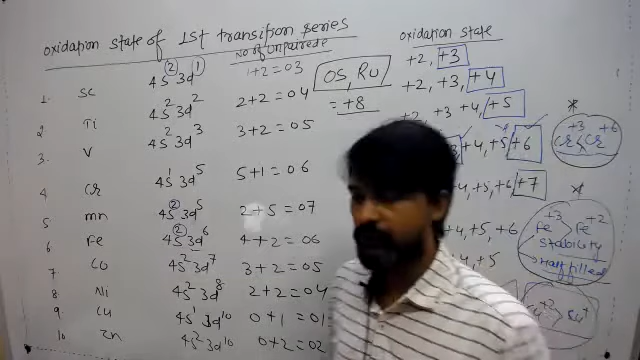 oxidation state of 1st transition series
No of unpairede
oxidation state
1. Sc 4s² 3d¹ 1+2=03 +2, +3
2 Ti 4s² 3d² 2+2=04 +2, +3, +4
3. V 4s² 3d³ 3+2=05 +2, +3 +4, +5
4 Cr 4s¹ 3d⁵ 5+1=06 +4, +5 +6
5 mn 4s² 3d⁵ 2+5=07 +4, +5, +6 +7
6 Fe 4s² 3d⁶ 4+2=06 +4, +5, +6
7 Co 4s² 3d⁷ 3+2=05 +4, +5
8 Ni 4s² 3d⁸ 2+2=04
9 Cu 4s¹ 3d¹⁰ 0+1=01
10 Zn 4s² 3d¹⁰ 0+2=02
OS, Ru
= +8
*
Cr⁺³ < Cr⁺⁶
*
Fe⁺³ > Fe⁺²
Stability
Half filled